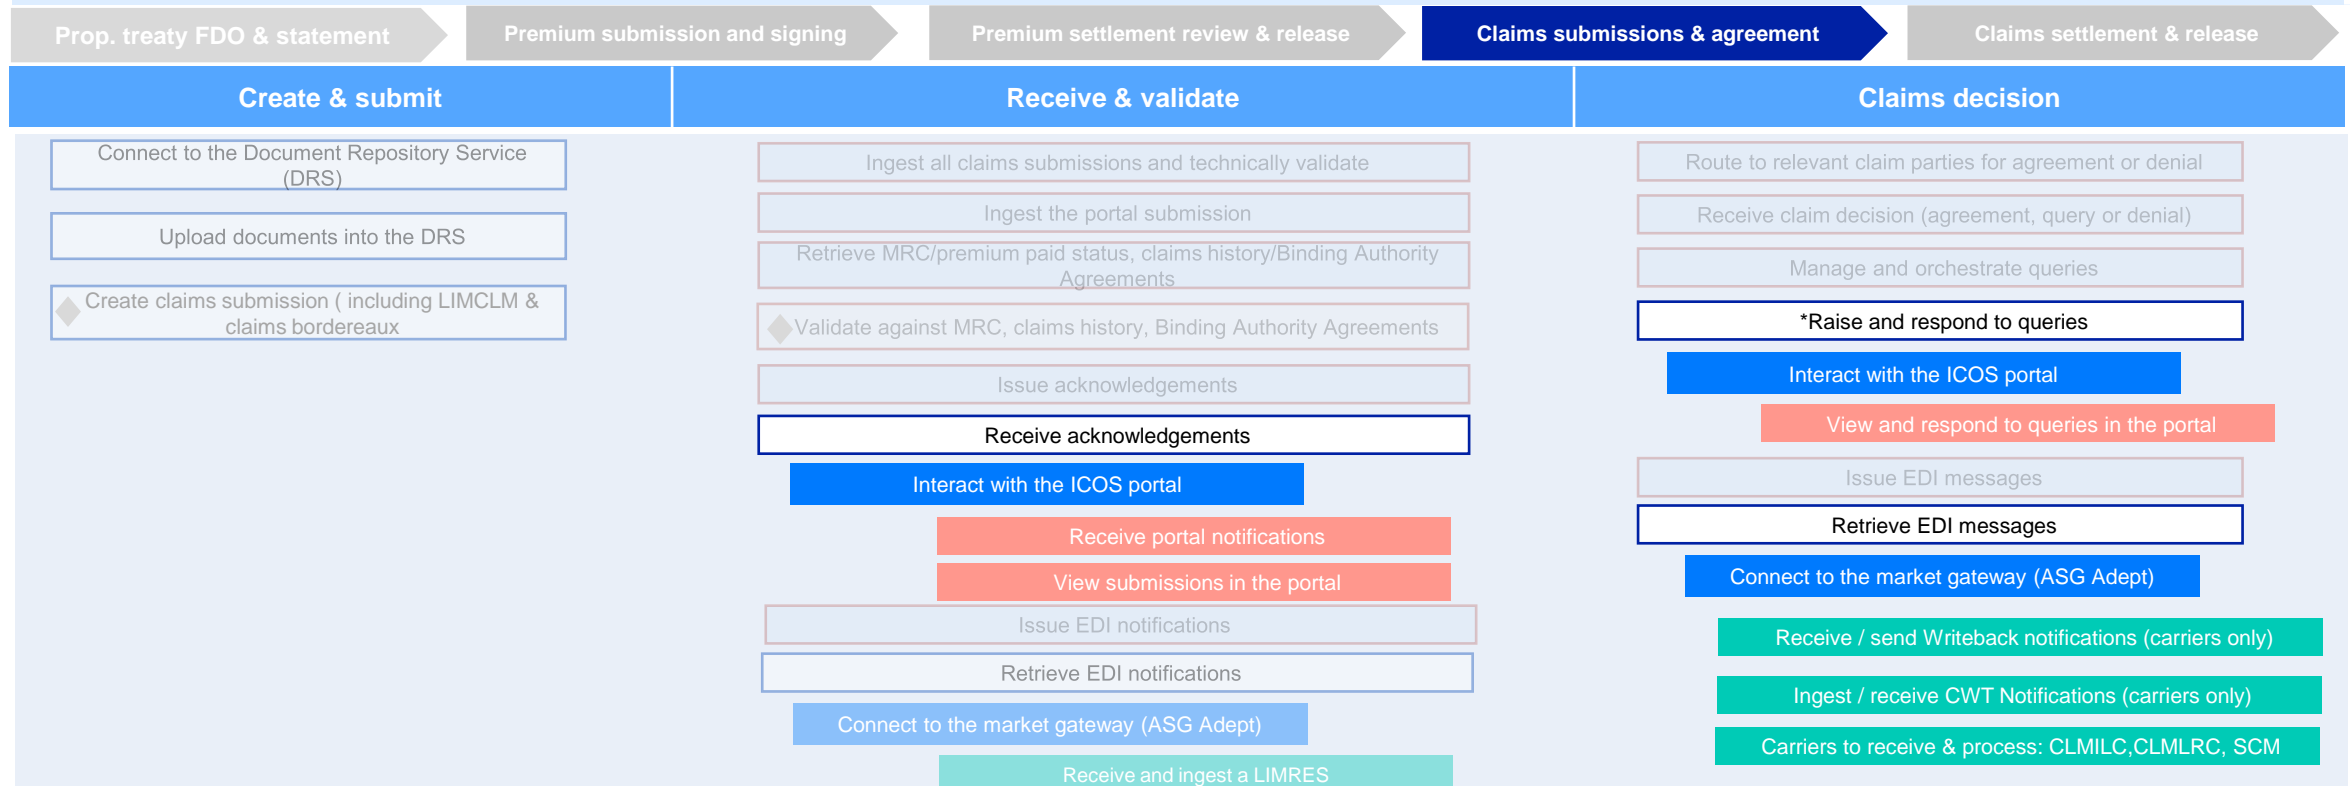 Prop. treaty FDO & statement
Premium submission and signing
Premium settlement review & release
Claims submissions & agreement
Claims settlement & release
Create & submit
Receive & validate
Claims decision
Connect to the Document Repository Service
(DRS)
Upload documents into the DRS
Create claims submission ( including LIMCLM &
claims bordereaux
Ingest all claims submissions and technically validate
Ingest the portal submission
Retrieve MRC/premium paid status, claims history/Binding Authority
Agreements
Validate against MRC, claims history, Binding Authority Agreements
Issue acknowledgements
Receive acknowledgements
Interact with the ICOS portal
Receive portal notifications
View submissions in the portal
Issue EDI notifications
Retrieve EDI notifications
Connect to the market gateway (ASG Adept)
Receive and ingest a LIMRES
Route to relevant claim parties for agreement or denial
Receive claim decision (agreement, query or denial)
Manage and orchestrate queries
*Raise and respond to queries
Interact with the ICOS portal
View and respond to queries in the portal
Issue EDI messages
Retrieve EDI messages
Connect to the market gateway (ASG Adept)
Receive / send Writeback notifications (carriers only)
Ingest / receive CWT Notifications (carriers only)
Carriers to receive & process: CLMILC,CLMLRC, SCM